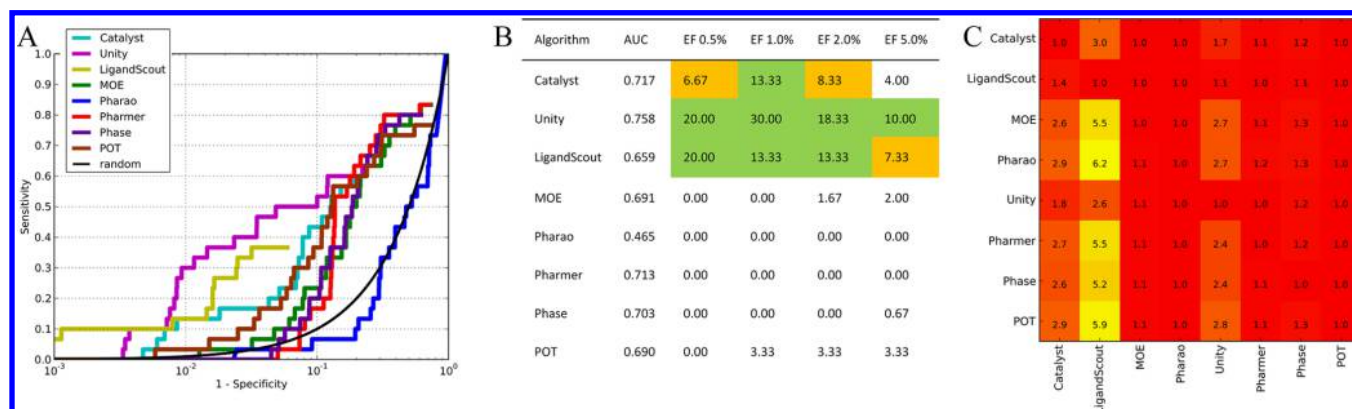 A
Catalyst
Unity
LigandScout
MOE
Pharao
Pharmer
Phase
POT
random
1.0
0.9
0.8
0.7
0.6
0.5
0.4
0.3
0.2
0.1
0.0
Sensitivity
10-3 10-2 10-1 100
1 - Specificity
B
Algorithm AUC EF 0.5% EF 1.0% EF 2.0% EF 5.0%
Catalyst 0.717 6.67 13.33 8.33 4.00
Unity 0.758 20.00 30.00 18.33 10.00
LigandScout 0.659 20.00 13.33 13.33 7.33
MOE 0.691 0.00 0.00 1.67 2.00
Pharao 0.465 0.00 0.00 0.00 0.00
Pharmer 0.713 0.00 0.00 0.00 0.00
Phase 0.703 0.00 0.00 0.00 0.67
POT 0.690 0.00 3.33 3.33 3.33
C
Catalyst 1.0 3.0 1.0 1.0 1.7 1.1 1.2 1.0
LigandScout 1.4 1.0 1.0 1.0 1.1 1.1 1.1 1.0
MOE 2.6 5.5 1.0 1.0 2.7 1.1 1.3 1.0
Pharao 2.9 6.2 1.1 1.0 2.7 1.2 1.3 1.0
Unity 1.8 2.6 1.1 1.0 1.0 1.0 1.2 1.0
Pharmer 2.7 5.5 1.1 1.0 2.4 1.0 1.2 1.0
Phase 2.6 5.2 1.1 1.0 2.4 1.1 1.0 1.0
POT 2.9 5.9 1.1 1.0 2.8 1.1 1.3 1.0
Catalyst
LigandScout
MOE
Pharao
Unity
Pharmer
Phase
POT